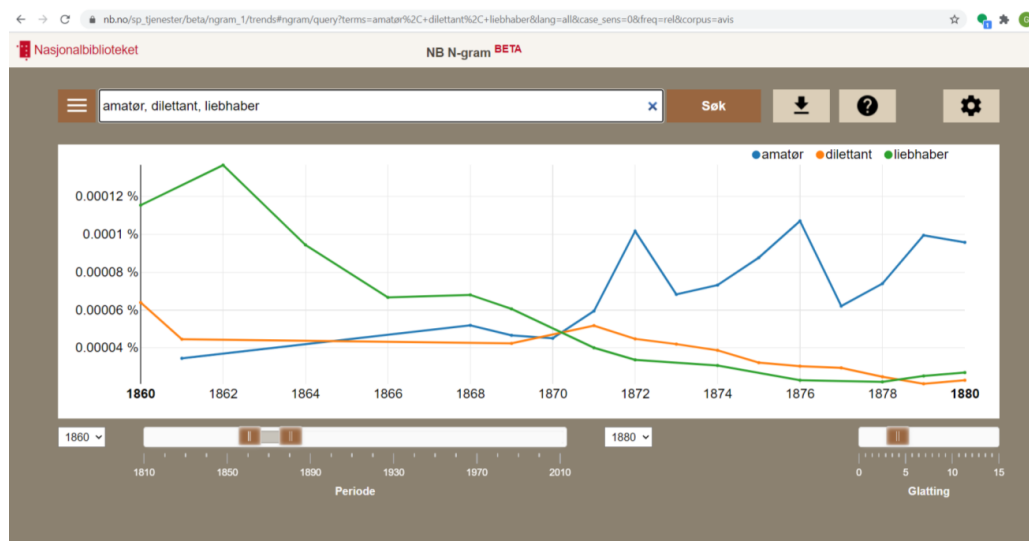 nb.no/sp_tjenester/beta/ngram_1/trends#ngram/query?terms=amatør%2C+dilettant%2C+liebhaber&lang=all&case_sens=0&freq=rel&corpus=avis
Nasjonalbiblioteket
NB N-gram BETA
amatør, dilettant, liebhaber
Søk
amatør dilettant liebhaber
0.00012 %
0.0001 %
0.00008 %
0.00006 %
0.00004 %
1860 1862 1864 1866 1868 1870 1872 1874 1876 1878 1880
1860 1880
1810 1850 1890 1930 1970 2010 0 5 10 15
Periode Glatting